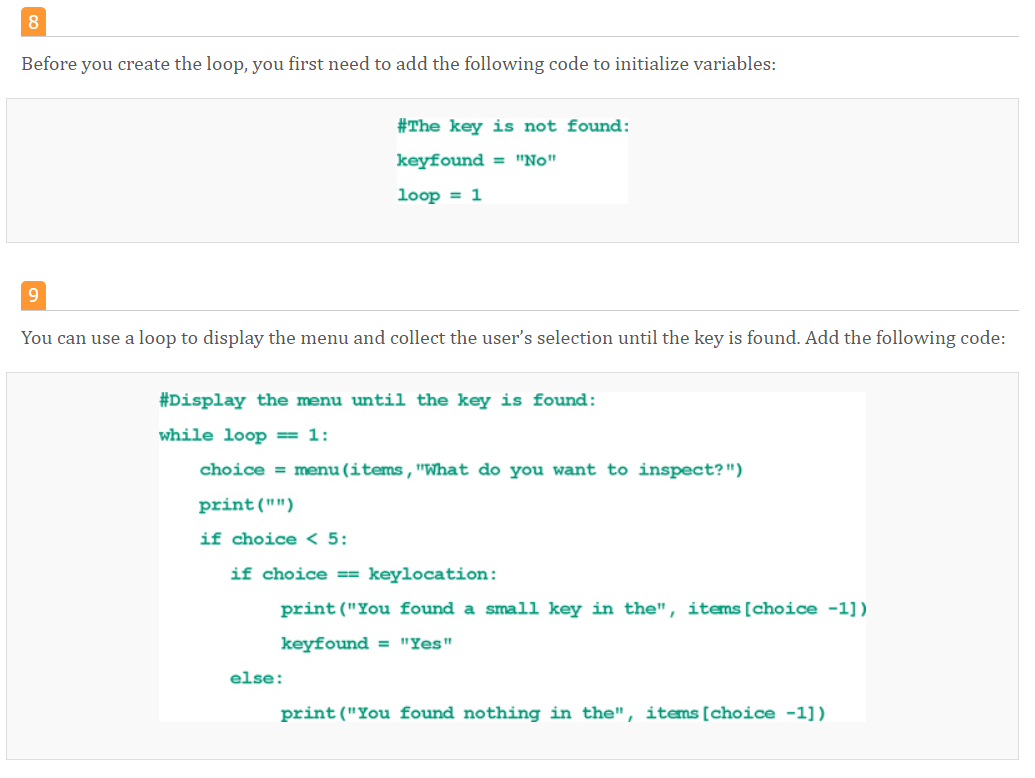 8
Before you create the loop, you first need to add the following code to initialize variables:
#The key is not found:
keyfound = "No"
loop = 1
9
You can use a loop to display the menu and collect the user’s selection until the key is found. Add the following code:
#Display the menu until the key is found:
while loop == 1:
    choice = menu(items,"What do you want to inspect?")
    print("")
    if choice < 5:
       if choice == keylocation:
            print("You found a small key in the", items[choice -1])
            keyfound = "Yes"
       else:
            print("You found nothing in the", items[choice -1])